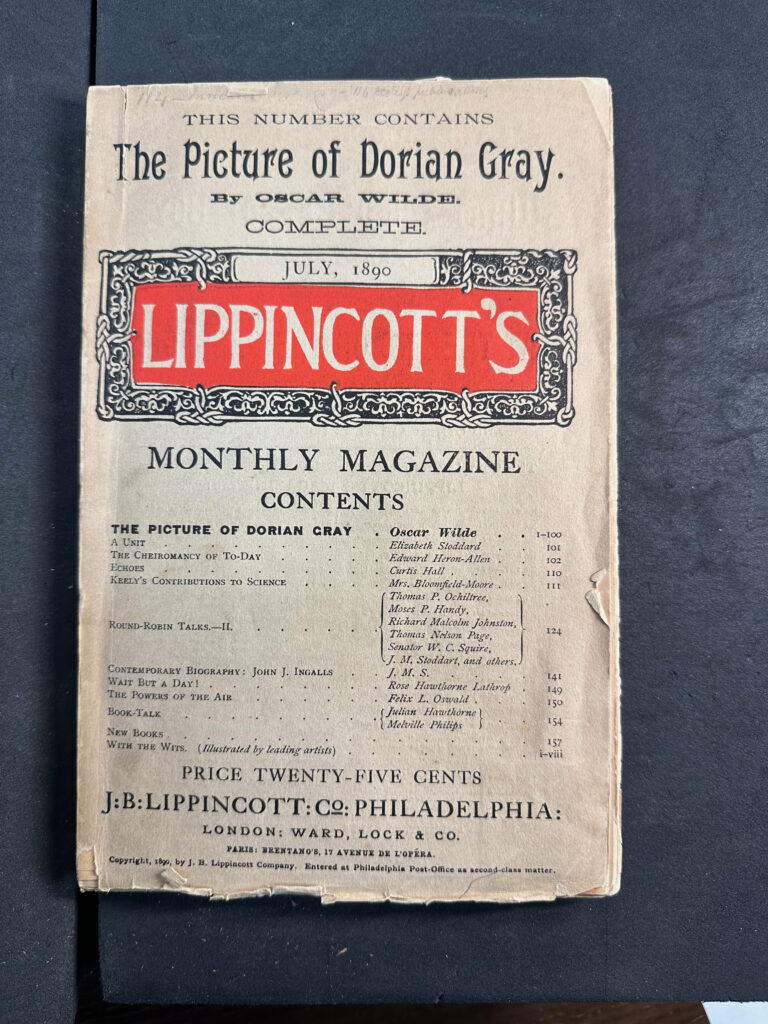 THIS NUMBER CONTAINS
The Picture of Dorian Gray.
By OSCAR WILDE.
COMPLETE.
JULY, 1890
LIPPINCOTT'S
MONTHLY MAGAZINE
CONTENTS
THE PICTURE OF DORIAN GRAY . Oscar Wilde . . 1-100
A Unit . . . . . . . . . Elizabeth Stoddard . . 101
The Cheiromancy of To-Day . . . . Edward Heron-Allen . . 102
Echoes . . . . . . . . . Curtis Hall . . . 110
Keely's Contributions to Science . . . . Mrs. Bloomfield-Moore . . 111
Thomas P. Ochiltree,
Moses P. Handy,
Richard Malcolm Johnston,
Round-Robin Talks.—II. . . . . . Thomas Nelson Page, . 124
Senator W. C. Squire,
J. M. Stoddart, and others.
Contemporary Biography: John J. Ingalls . . J. M. S. . . . . 141
Wait But a Day! . . . . . . . Rose Hawthorne Lathrop . . 149
The Powers of the Air . . . . . . Felix L. Oswald . . . 150
Book-Talk . . . . . . . . Julian Hawthorne
Melville Philips . . 154
New Books . . . . . . . . . . . . 157
With the Wits. (Illustrated by leading artists) . . . . . . . i-viii
PRICE TWENTY-FIVE CENTS
J:B:LIPPINCOTT:Co:PHILADELPHIA:
LONDON: WARD, LOCK & CO.
PARIS: BRENTANO'S, 17 AVENUE DE L'OPÉRA.
Copyright, 1890, by J. B. Lippincott Company. Entered at Philadelphia Post-Office as second-class matter.